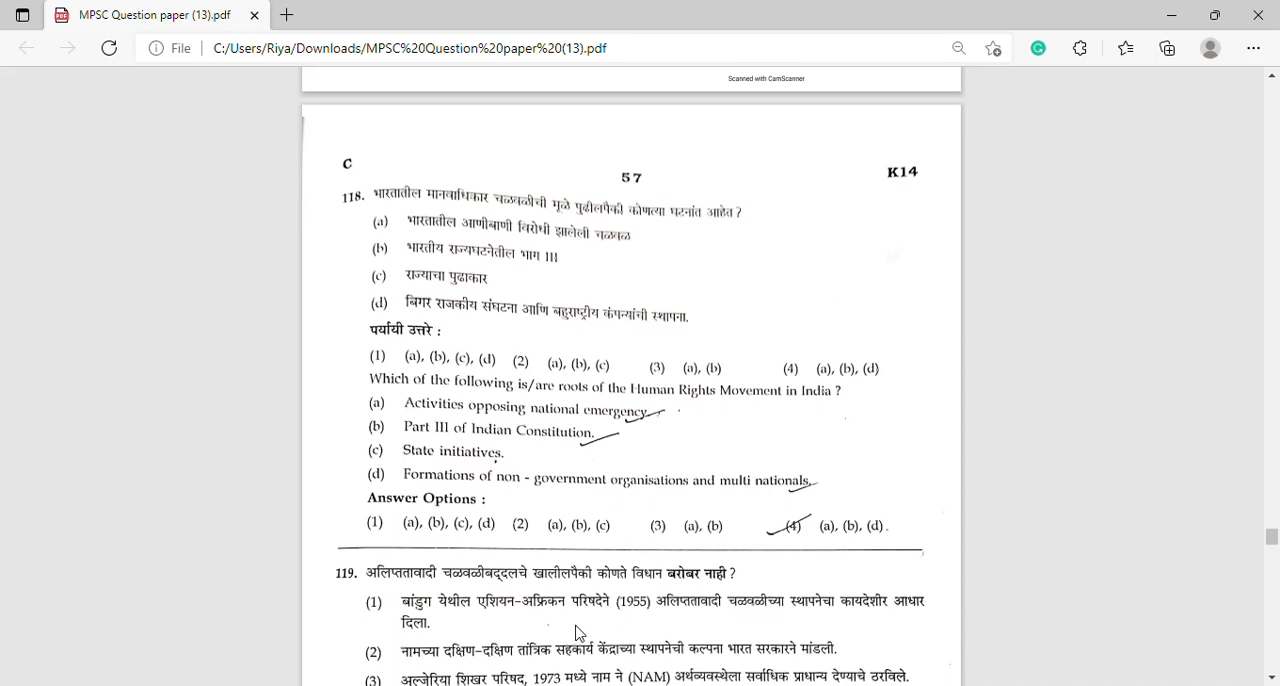 MPSC Question paper (13).pdf
File C:/Users/Riya/Downloads/MPSC%20Question%20paper%20(13).pdf
Scanned with CamScanner
C 57 K14
118. भारतातील मानवाधिकार चळवळीची मूळे पुढीलपैकी कोणत्या घटनांत आहेत ?
(a) भारतातील आणीबाणी विरोधी झालेली चळवळ
(b) भारतीय राज्यघटनेतील भाग III
(c) राज्याचा पुढाकार
(d) बिगर राजकीय संघटना आणि बहुराष्ट्रीय कंपन्यांची स्थापना.
पर्यायी उत्तरे :
(1) (a), (b), (c), (d) (2) (a), (b), (c) (3) (a), (b) (4) (a), (b), (d)
Which of the following is/are roots of the Human Rights Movement in India ?
(a) Activities opposing national emergency.
(b) Part III of Indian Constitution.
(c) State initiatives.
(d) Formations of non - government organisations and multi nationals.
Answer Options :
(1) (a), (b), (c), (d) (2) (a), (b), (c) (3) (a), (b) (4) (a), (b), (d).
119. अलिप्ततावादी चळवळीबद्दलचे खालीलपैकी कोणते विधान बरोबर नाही ?
(1) बांडुग येथील एशियन-अफ्रिकन परिषदेने (1955) अलिप्ततावादी चळवळीच्या स्थापनेचा कायदेशीर आधार
दिला.
(2) नामच्या दक्षिण-दक्षिण तांत्रिक सहकार्य केंद्राच्या स्थापनेची कल्पना भारत सरकारने मांडली.
(3) अल्जेरिया शिखर परिषद, 1973 मध्ये नाम ने (NAM) अर्थव्यवस्थेला सर्वाधिक प्राधान्य देण्याचे ठरविले.